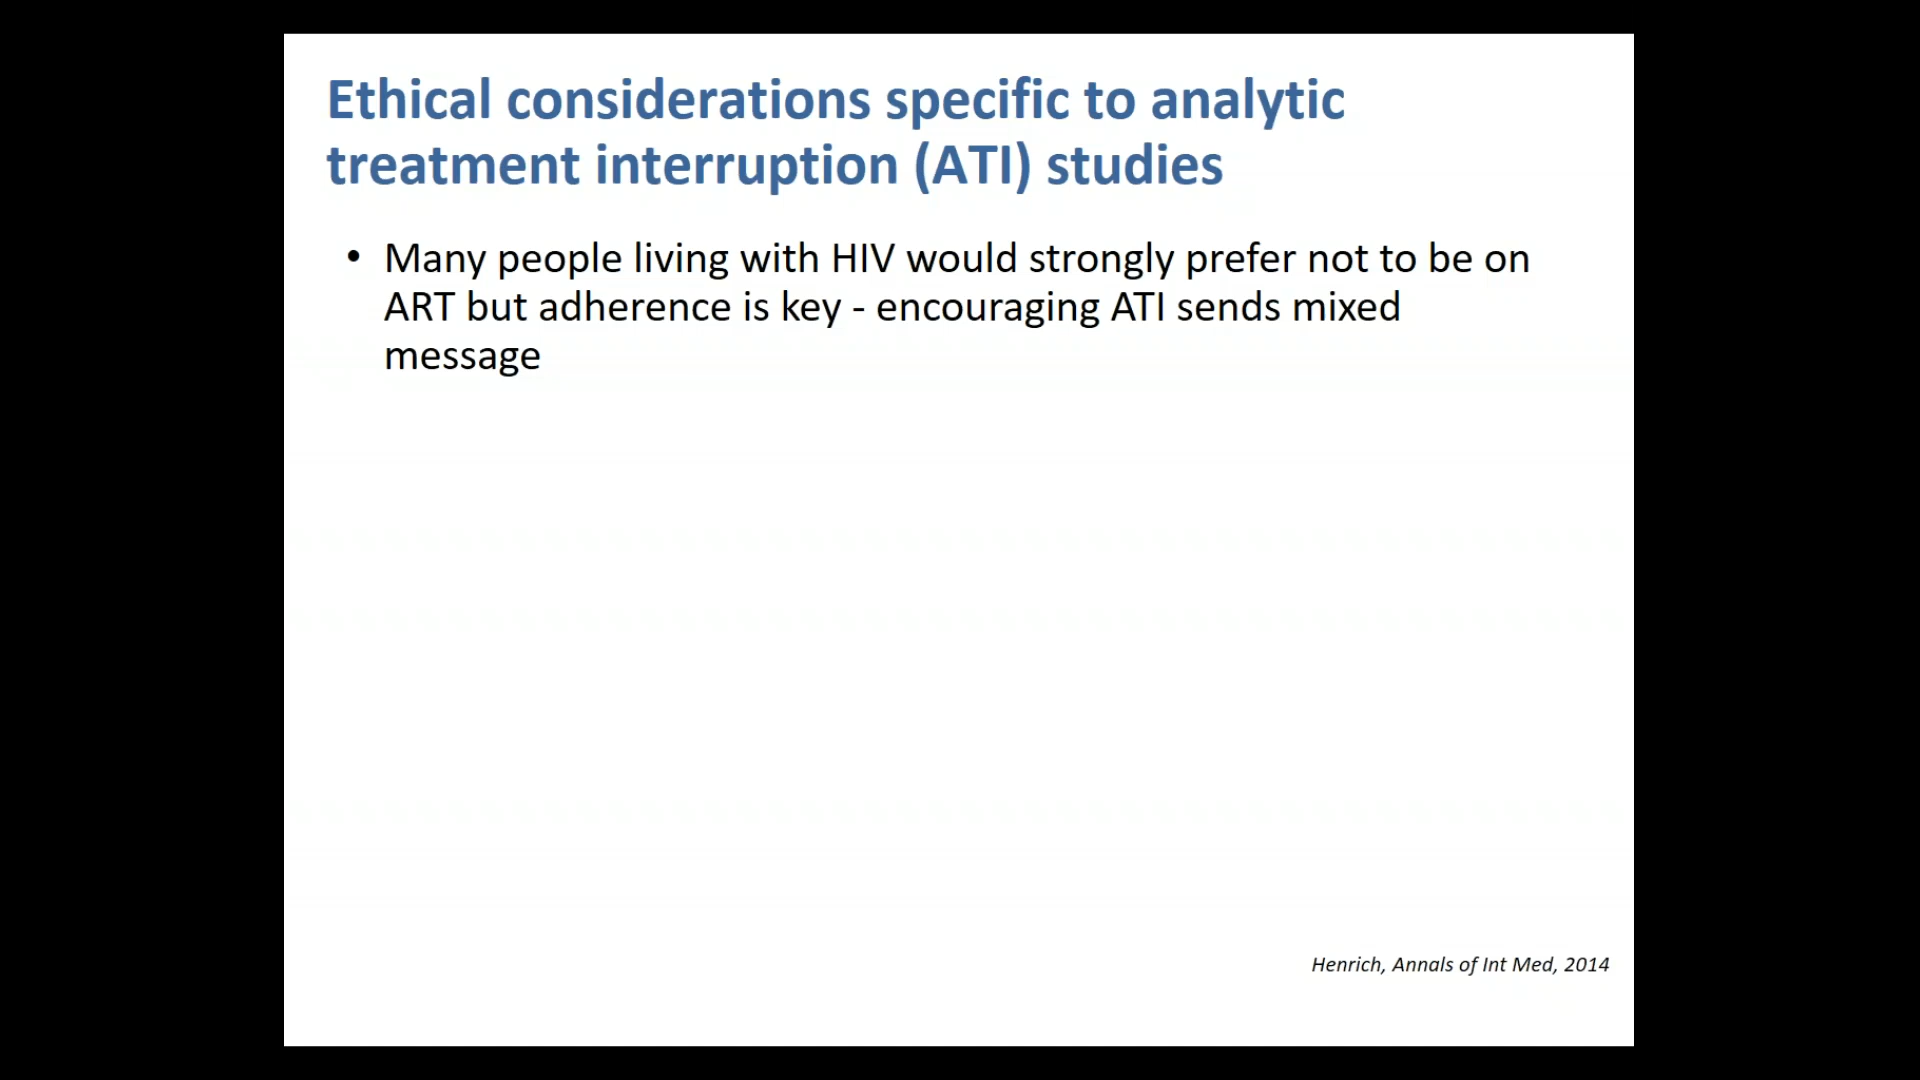 Ethical considerations specific to analytic
treatment interruption (ATI) studies
• Many people living with HIV would strongly prefer not to be on
ART but adherence is key - encouraging ATI sends mixed
message
Henrich, Annals of Int Med, 2014